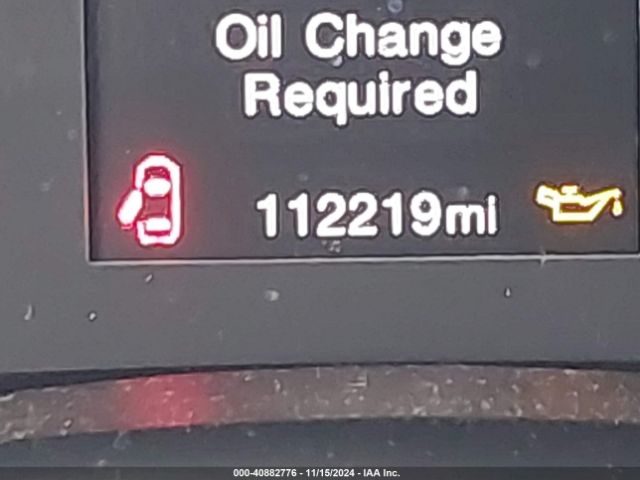 Oil Change
Required
112219mi
000-40882776 - 11/15/2024 - IAA Inc.